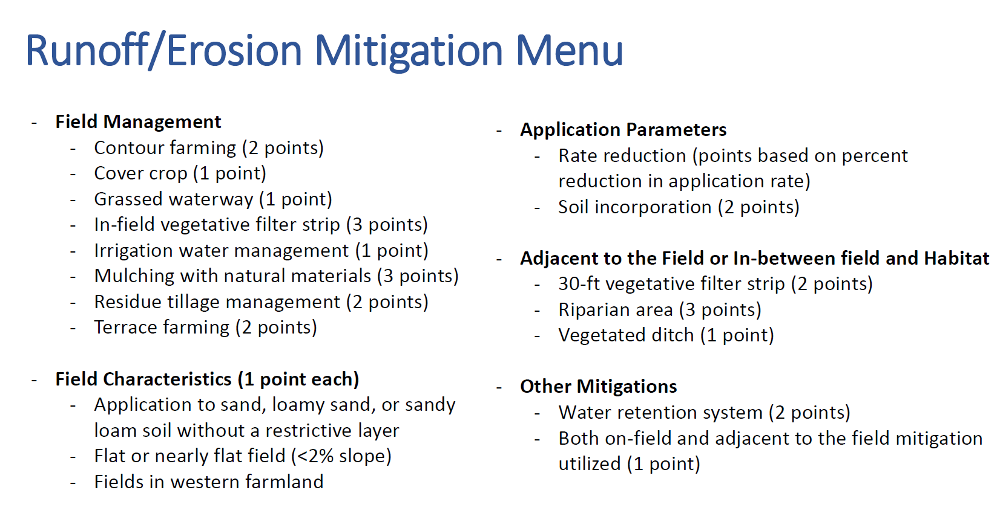 Runoff/Erosion Mitigation Menu
- Field Management
- Contour farming (2 points)
- Cover crop (1 point)
- Grassed waterway (1 point)
- In-field vegetative filter strip (3 points)
- Irrigation water management (1 point)
- Mulching with natural materials (3 points)
- Residue tillage management (2 points)
- Terrace farming (2 points)
- Field Characteristics (1 point each)
- Application to sand, loamy sand, or sandy
loam soil without a restrictive layer
- Flat or nearly flat field (<2% slope)
- Fields in western farmland
- Application Parameters
- Rate reduction (points based on percent
reduction in application rate)
- Soil incorporation (2 points)
- Adjacent to the Field or In-between field and Habitat
- 30-ft vegetative filter strip (2 points)
- Riparian area (3 points)
- Vegetated ditch (1 point)
- Other Mitigations
- Water retention system (2 points)
- Both on-field and adjacent to the field mitigation
utilized (1 point)